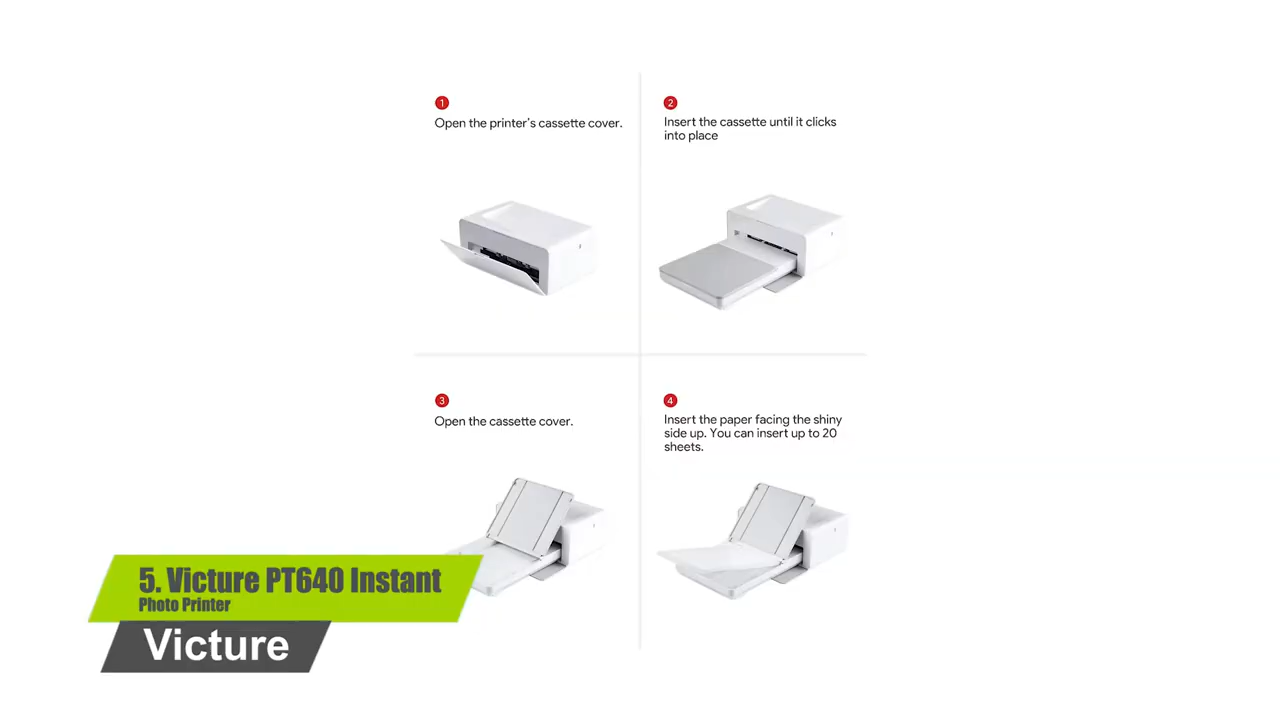 1
Open the printer's cassette cover.
2
Insert the cassette until it clicks
into place
3
Open the cassette cover.
4
Insert the paper facing the shiny
side up. You can insert up to 20
sheets.
5. Victure PT640 Instant
Photo Printer
Victure